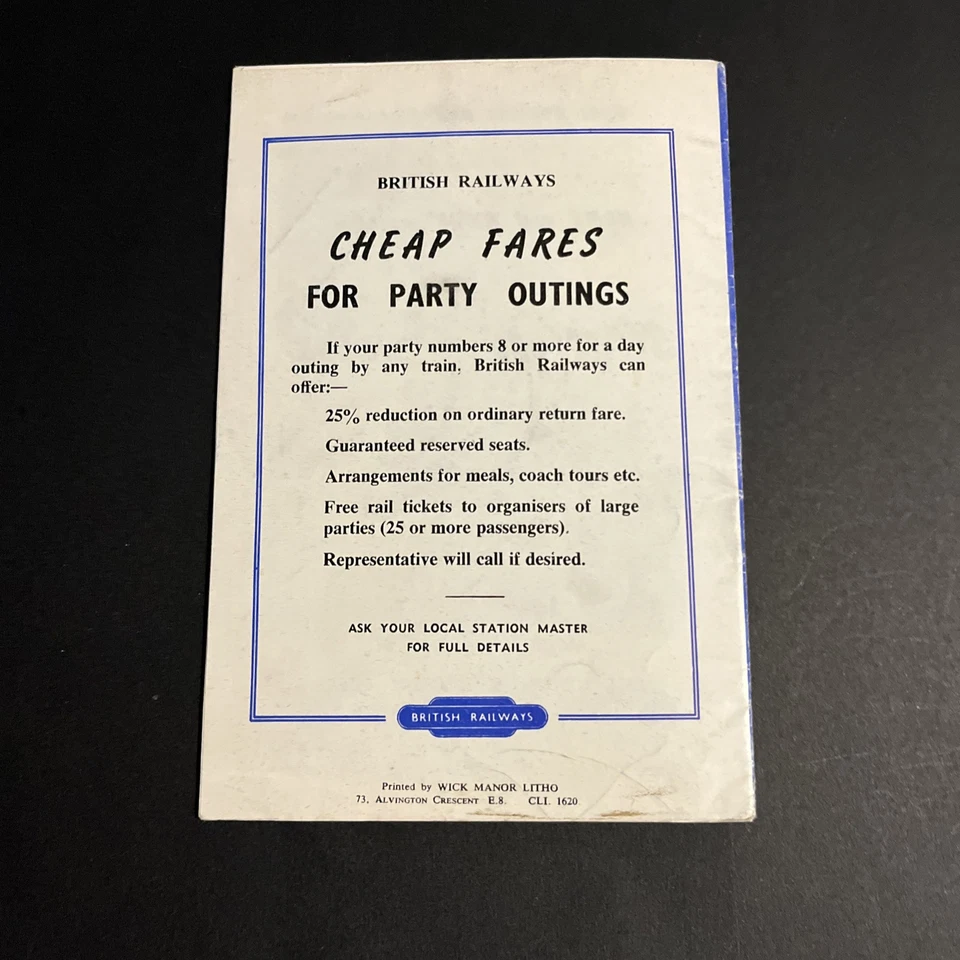 BRITISH RAILWAYS
CHEAP FARES
FOR PARTY OUTINGS
If your party numbers 8 or more for a day
outing by any train, British Railways can
offer:—
25% reduction on ordinary return fare.
Guaranteed reserved seats.
Arrangements for meals, coach tours etc.
Free rail tickets to organisers of large
parties (25 or more passengers).
Representative will call if desired.
ASK YOUR LOCAL STATION MASTER
FOR FULL DETAILS
BRITISH RAILWAYS
Printed by WICK MANOR LITHO
73, ALVINGTON CRESCENT E.8. CLI. 1620